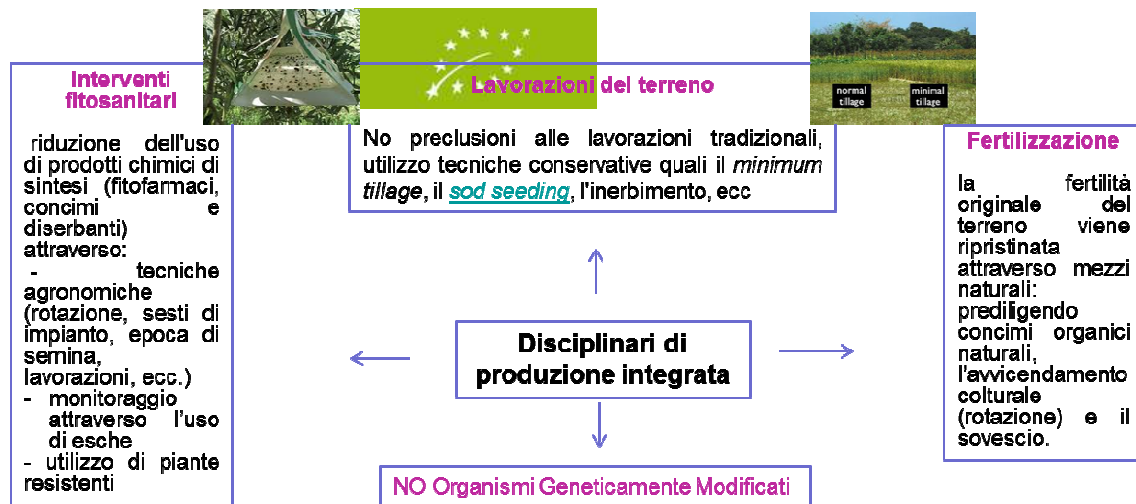 Interventi
fitosanitari
riduzione dell'uso
di prodotti chimici di
sintesi (fitofarmaci,
concimi e
diserbanti)
attraverso:
- tecniche
agronomiche
(rotazione, sesti di
impianto, epoca di
semina,
lavorazioni, ecc.)
- monitoraggio
attraverso l'uso
di esche
- utilizzo di piante
resistenti
Lavorazioni del terreno
No preclusioni alle lavorazioni tradizionali,
utilizzo tecniche conservative quali il minimum
tillage, il sod seeding, l'inerbimento, ecc
normal
tillage
minimal
tillage
Fertilizzazione
la fertilità
originale del
terreno viene
ripristinata
attraverso mezzi
naturali:
prediligendo
concimi organici
naturali,
l'avvicendamento
colturale
(rotazione) e il
sovescio.
Disciplinari di
produzione integrata
NO Organismi Geneticamente Modificati